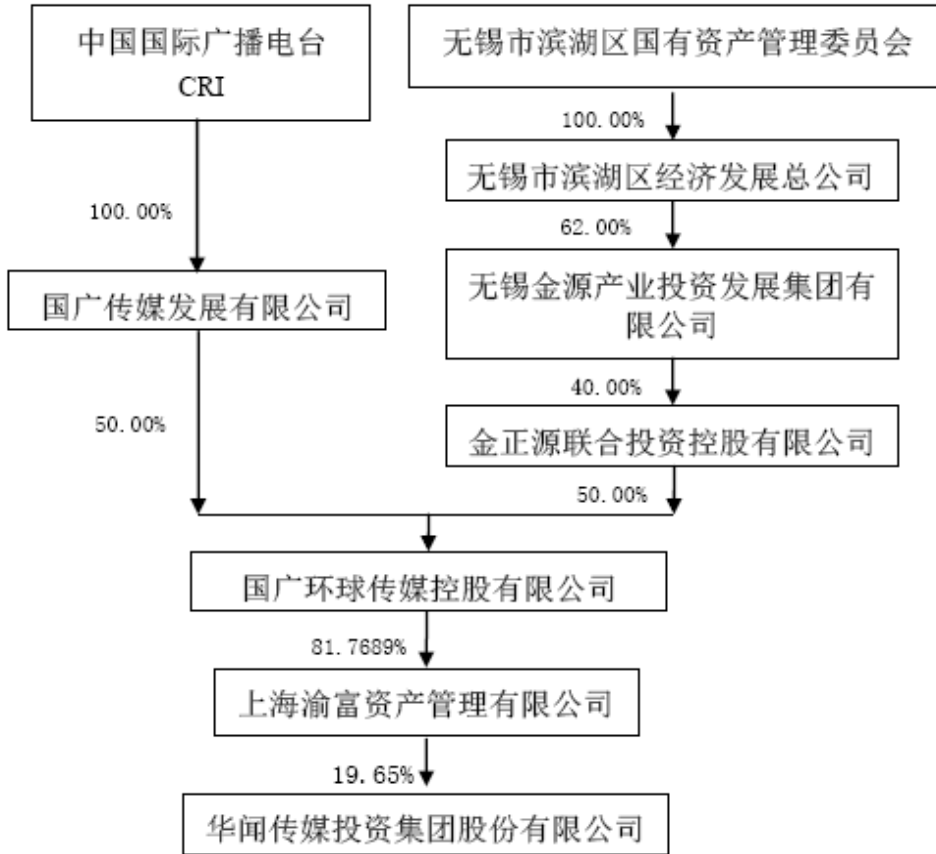 中国国际广播电台
CRI
无锡市滨湖区国有资产管理委员会
100.00%
无锡市滨湖区经济发展总公司
100.00%
62.00%
国广传媒发展有限公司
无锡金源产业投资发展集团有
限公司
50.00%
40.00%
金正源联合投资控股有限公司
50.00%
国广环球传媒控股有限公司
81.7689%
上海渝富资产管理有限公司
19.65%
华闻传媒投资集团股份有限公司